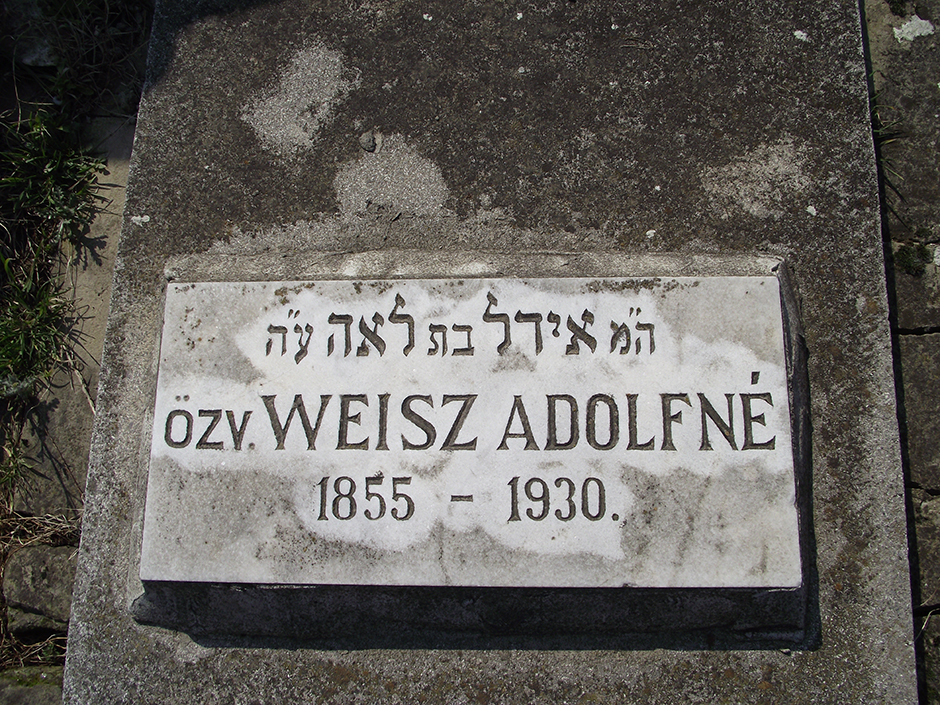 ה"מ אידל בת לאה ע"ה
özv. WEISZ ADOLFNÉ
1855 - 1930.